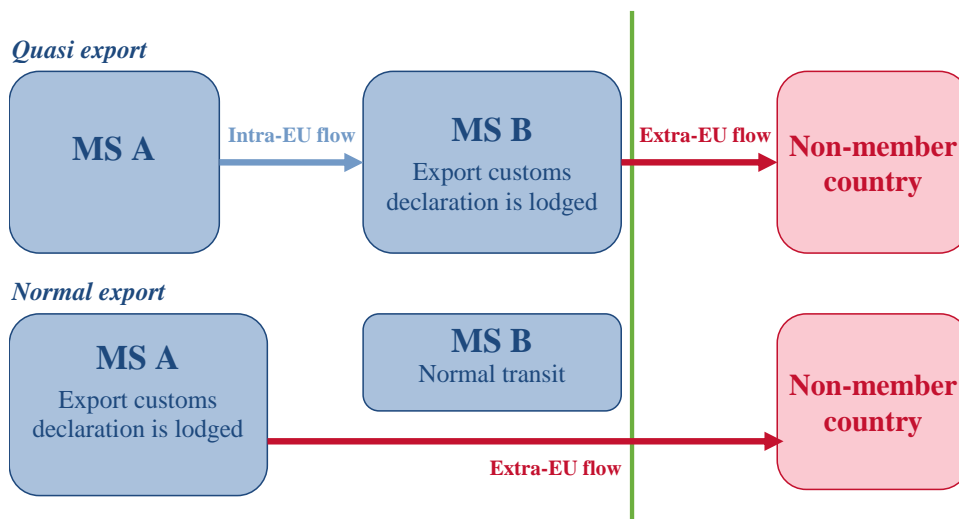 Quasi export
MS A
Intra-EU flow
MS B
Export customs
declaration is lodged
Extra-EU flow
Non-member
country
Normal export
MS A
Export customs
declaration is lodged
MS B
Normal transit
Extra-EU flow
Non-member
country